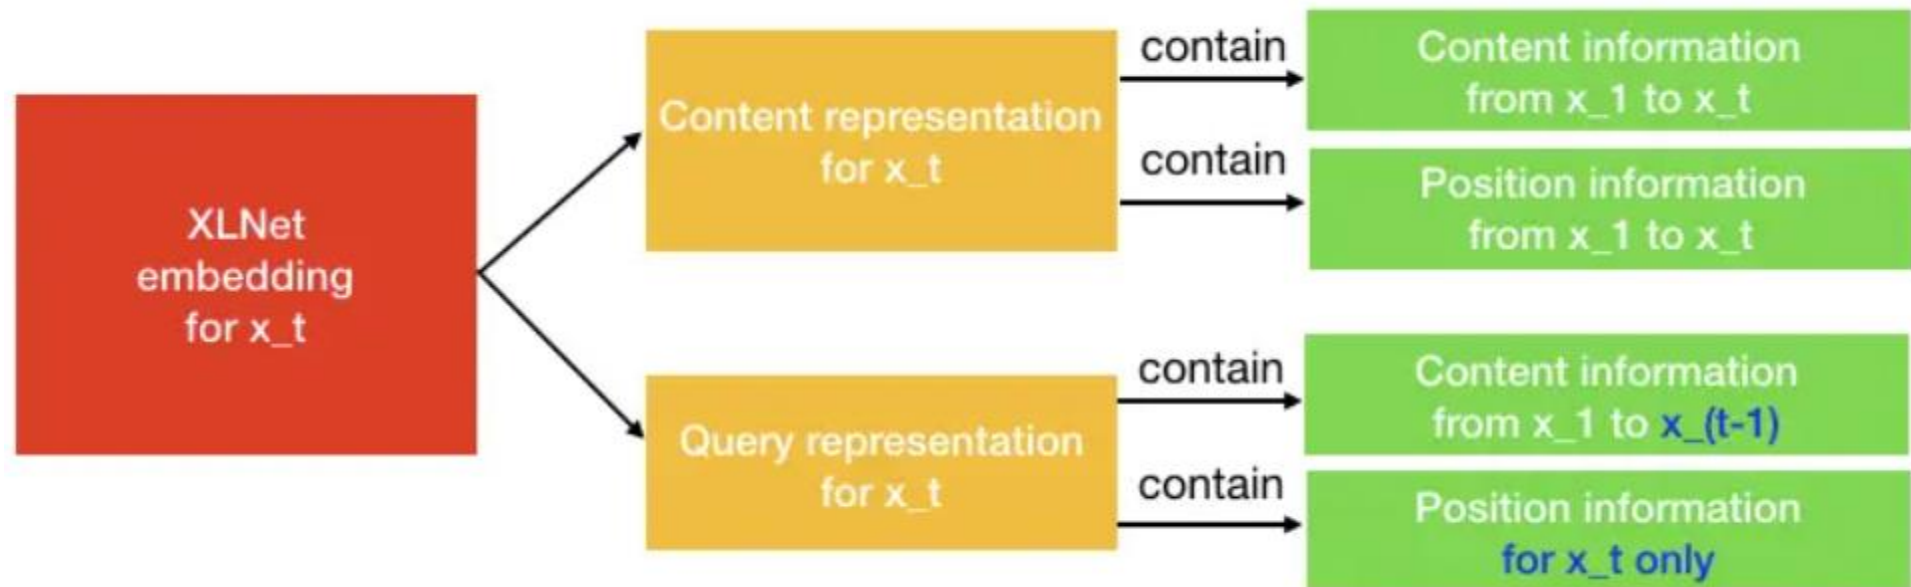 XLNet
embedding
for x_t
Content representation
for x_t
contain
contain
Content information
from x_1 to x_t
Position information
from x_1 to x_t
Query representation
for x_t
contain
contain
Content information
from x_1 to x_(t-1)
Position information
for x_t only